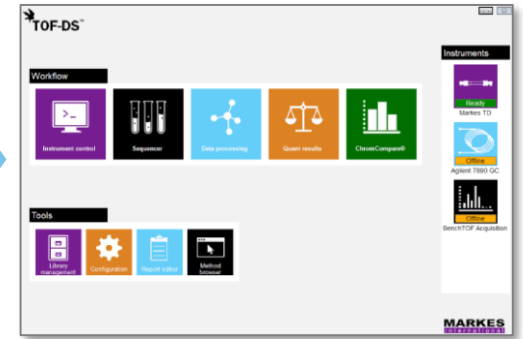 TOF-DS™
Workflow
>_
Instrument control
Sequencer
Data processing
Quant results
ChromCompare®
Tools
Library management
Configuration
Report editor
Method browser
Instruments
Ready
Markes TD
Offline
Agilent 7890 GC
Offline
BenchTOF Acquisition
MARKES
international